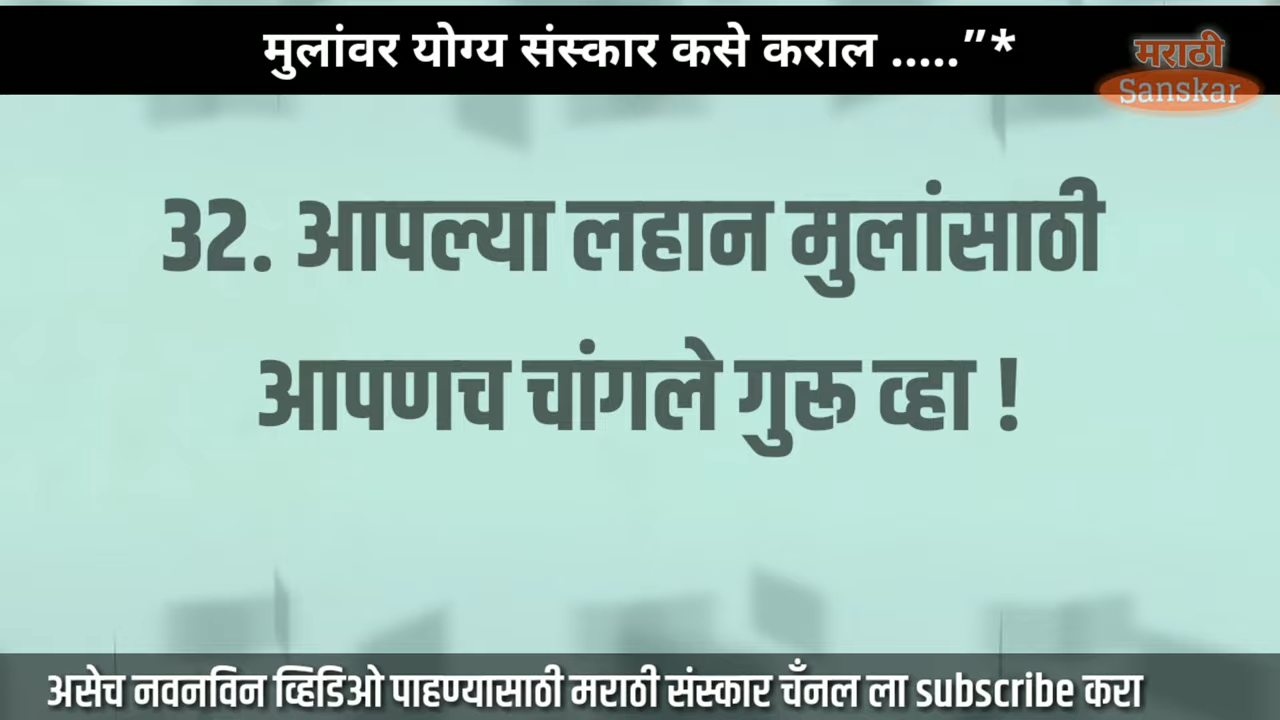 मुलांवर योग्य संस्कार कसे कराल .....”*
मराठी
Sanskar
32. आपल्या लहान मुलांसाठी
आपणच चांगले गुरू व्हा !
असेच नवनविन व्हिडिओ पाहण्यासाठी मराठी संस्कार चॅंनल ला subscribe करा